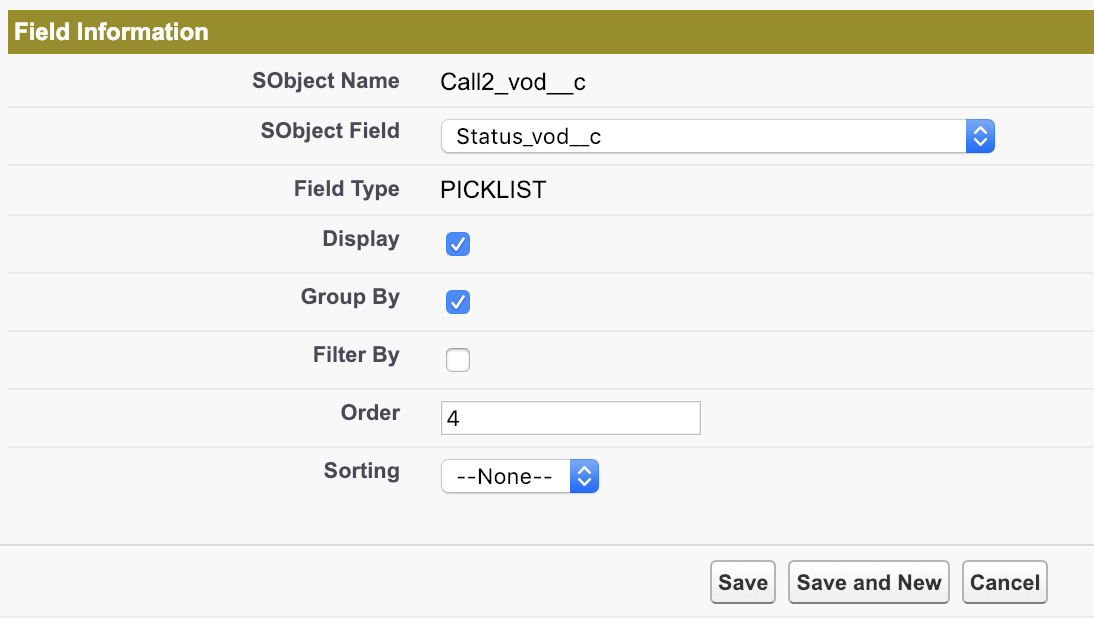 Field Information
SObject Name Call2_vod__c
SObject Field Status_vod__c
Field Type PICKLIST
Display
Group By
Filter By
Order 4
Sorting --None--
Save Save and New Cancel